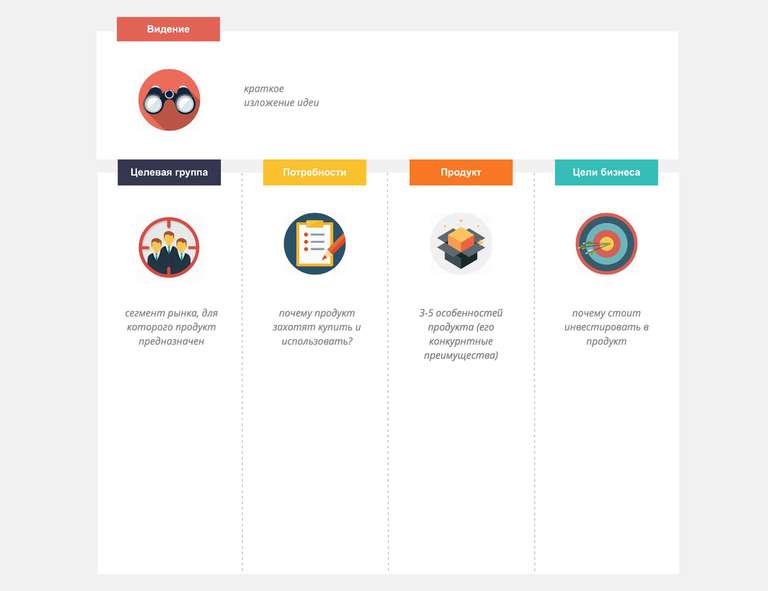 Видение
краткое
изложение идеи
Целевая группа
Потребности
Продукт
Цели бизнеса
сегмент рынка, для
которого продукт
предназначен
почему продукт
захотят купить и
использовать?
3-5 особенностей
продукта (его
конкурнтные
преимущества)
почему стоит
инвестировать в
продукт